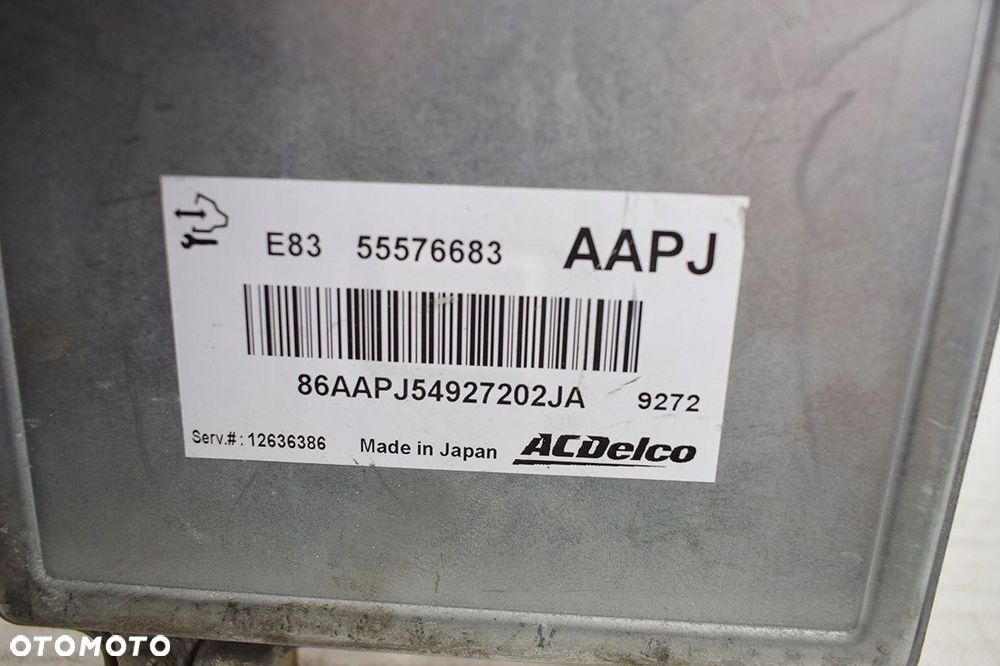 E83 55576683 AAPJ
86AAPJ54927202JA 9272
Serv.#: 12636386 Made in Japan ACDelco
OTOMOTO